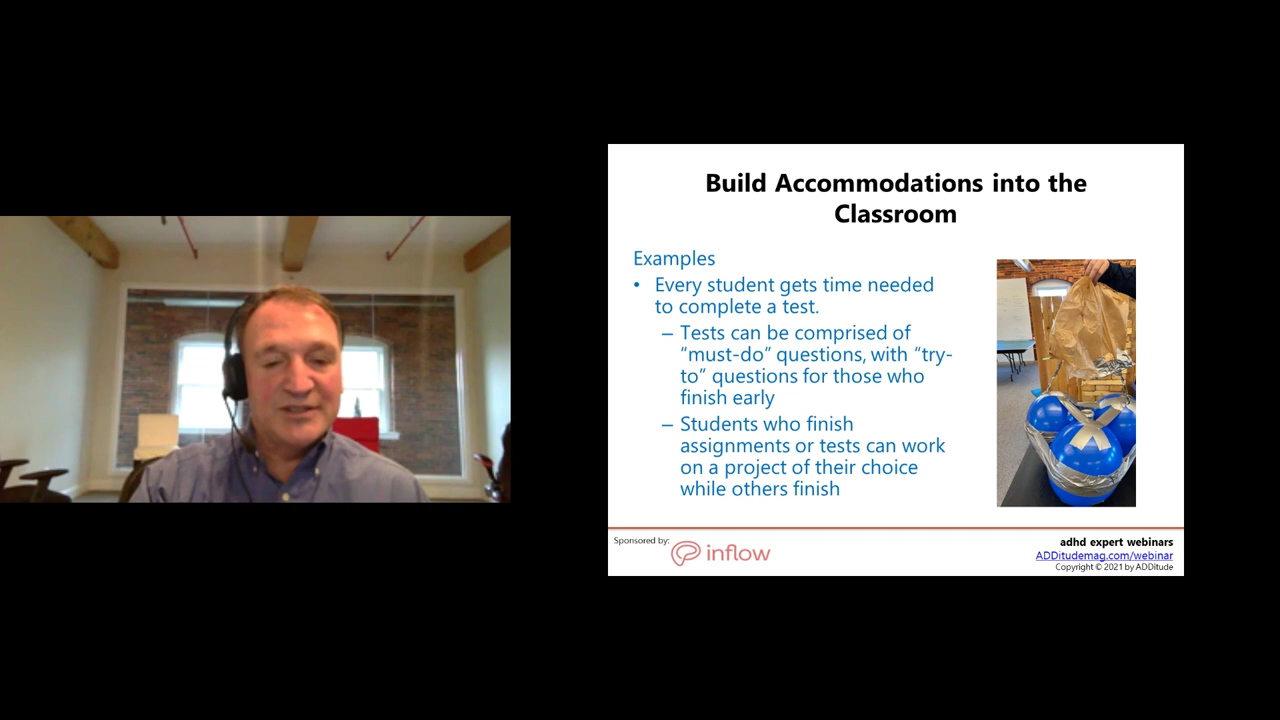 Build Accommodations into the
Classroom
Examples
• Every student gets time needed
to complete a test.
– Tests can be comprised of
“must-do” questions, with “try-
to” questions for those who
finish early
– Students who finish
assignments or tests can work
on a project of their choice
while others finish
Sponsored by:
inflow
adhd expert webinars
ADDitudemag.com/webinar
Copyright © 2021 by ADDitude